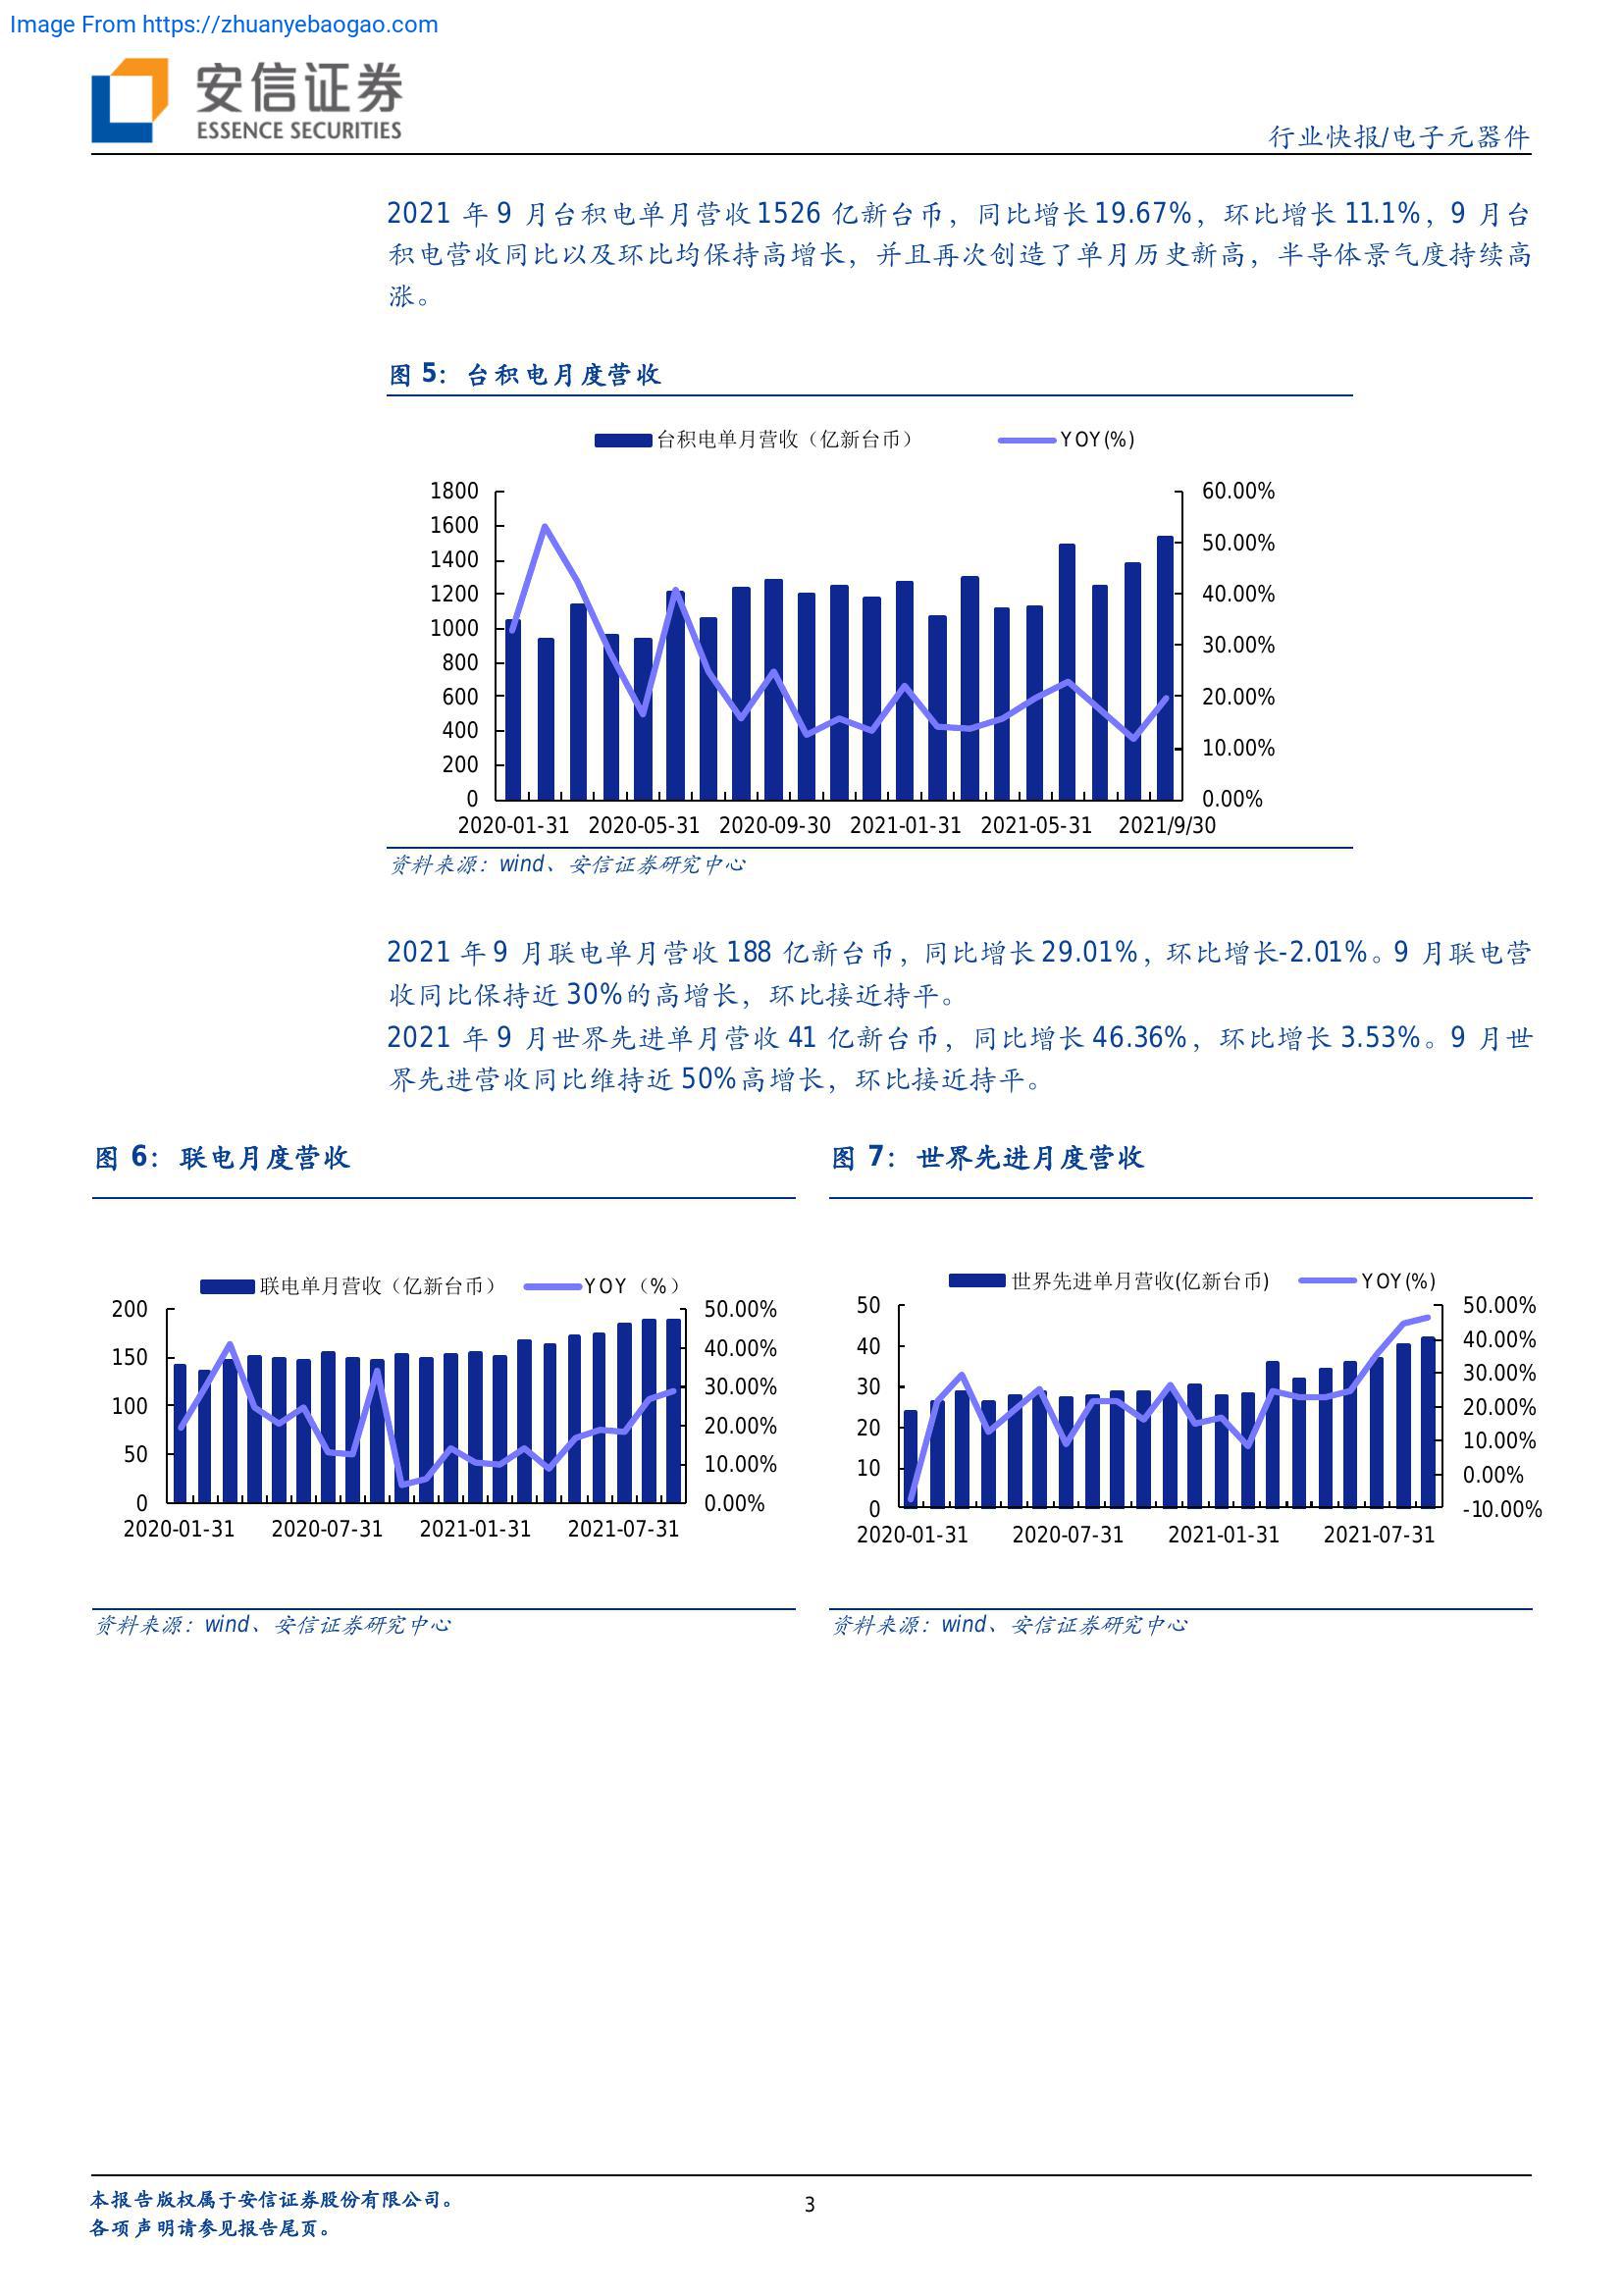 Image From https://zhuanyebaogao.com
安信证券
ESSENCE SECURITIES
行业快报/电子元器件
2021 年 9 月台积电单月营收 1526 亿新台币，同比增长 19.67%，环比增长 11.1%，9 月台
积电营收同比以及环比均保持高增长，并且再次创造了单月历史新高，半导体景气度持续高
涨。
图 5：台积电月度营收
台积电单月营收（亿新台币） YOY(%)
1800 60.00%
1600
1400 50.00%
1200 40.00%
1000
800 30.00%
600 20.00%
400
200 10.00%
0 0.00%
2020-01-31 2020-05-31 2020-09-30 2021-01-31 2021-05-31 2021/9/30
资料来源：wind、安信证券研究中心
2021 年 9 月联电单月营收 188 亿新台币，同比增长 29.01%，环比增长-2.01%。9 月联电营
收同比保持近 30%的高增长，环比接近持平。
2021 年 9 月世界先进单月营收 41 亿新台币，同比增长 46.36%，环比增长 3.53%。9 月世
界先进营收同比维持近 50%高增长，环比接近持平。
图 6：联电月度营收
联电单月营收（亿新台币） YOY（%）
200 50.00%
150 40.00%
100 30.00%
20.00%
50 10.00%
0 0.00%
2020-01-31 2020-07-31 2021-01-31 2021-07-31
资料来源：wind、安信证券研究中心
图 7：世界先进月度营收
世界先进单月营收(亿新台币) YOY(%)
50 50.00%
40 40.00%
30 30.00%
20 20.00%
10 10.00%
0 0.00%
-10.00%
2020-01-31 2020-07-31 2021-01-31 2021-07-31
资料来源：wind、安信证券研究中心
本报告版权属于安信证券股份有限公司。
各项声明请参见报告尾页。
3